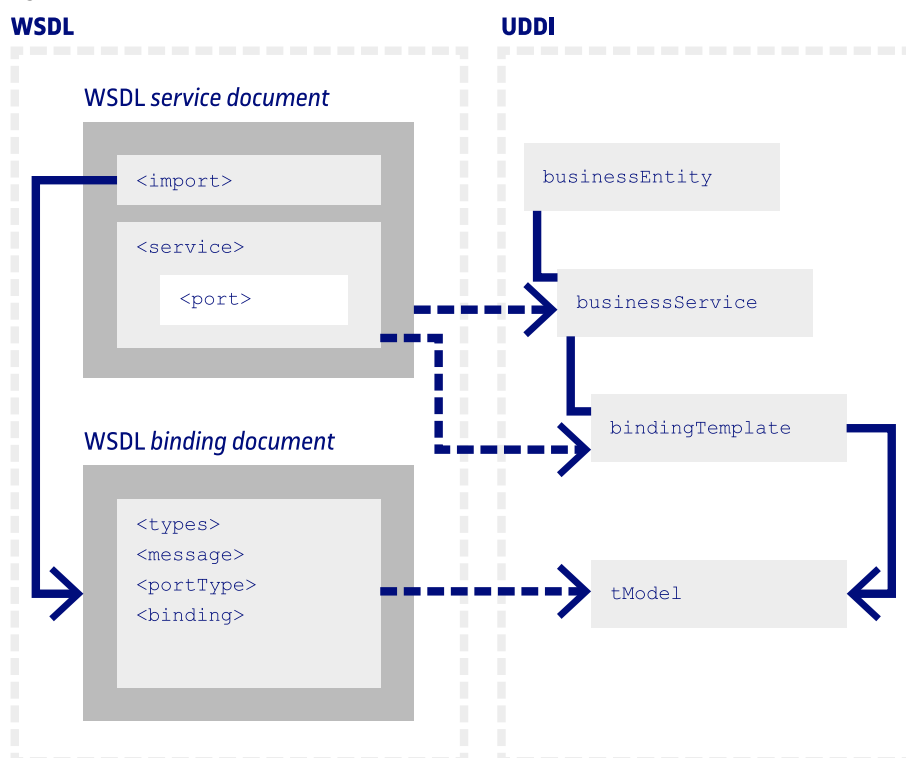 WSDL
WSDL service document
<import>
<service>
<port>
WSDL binding document
<types>
<message>
<portType>
<binding>
UDDI
businessEntity
businessService
bindingTemplate
tModel